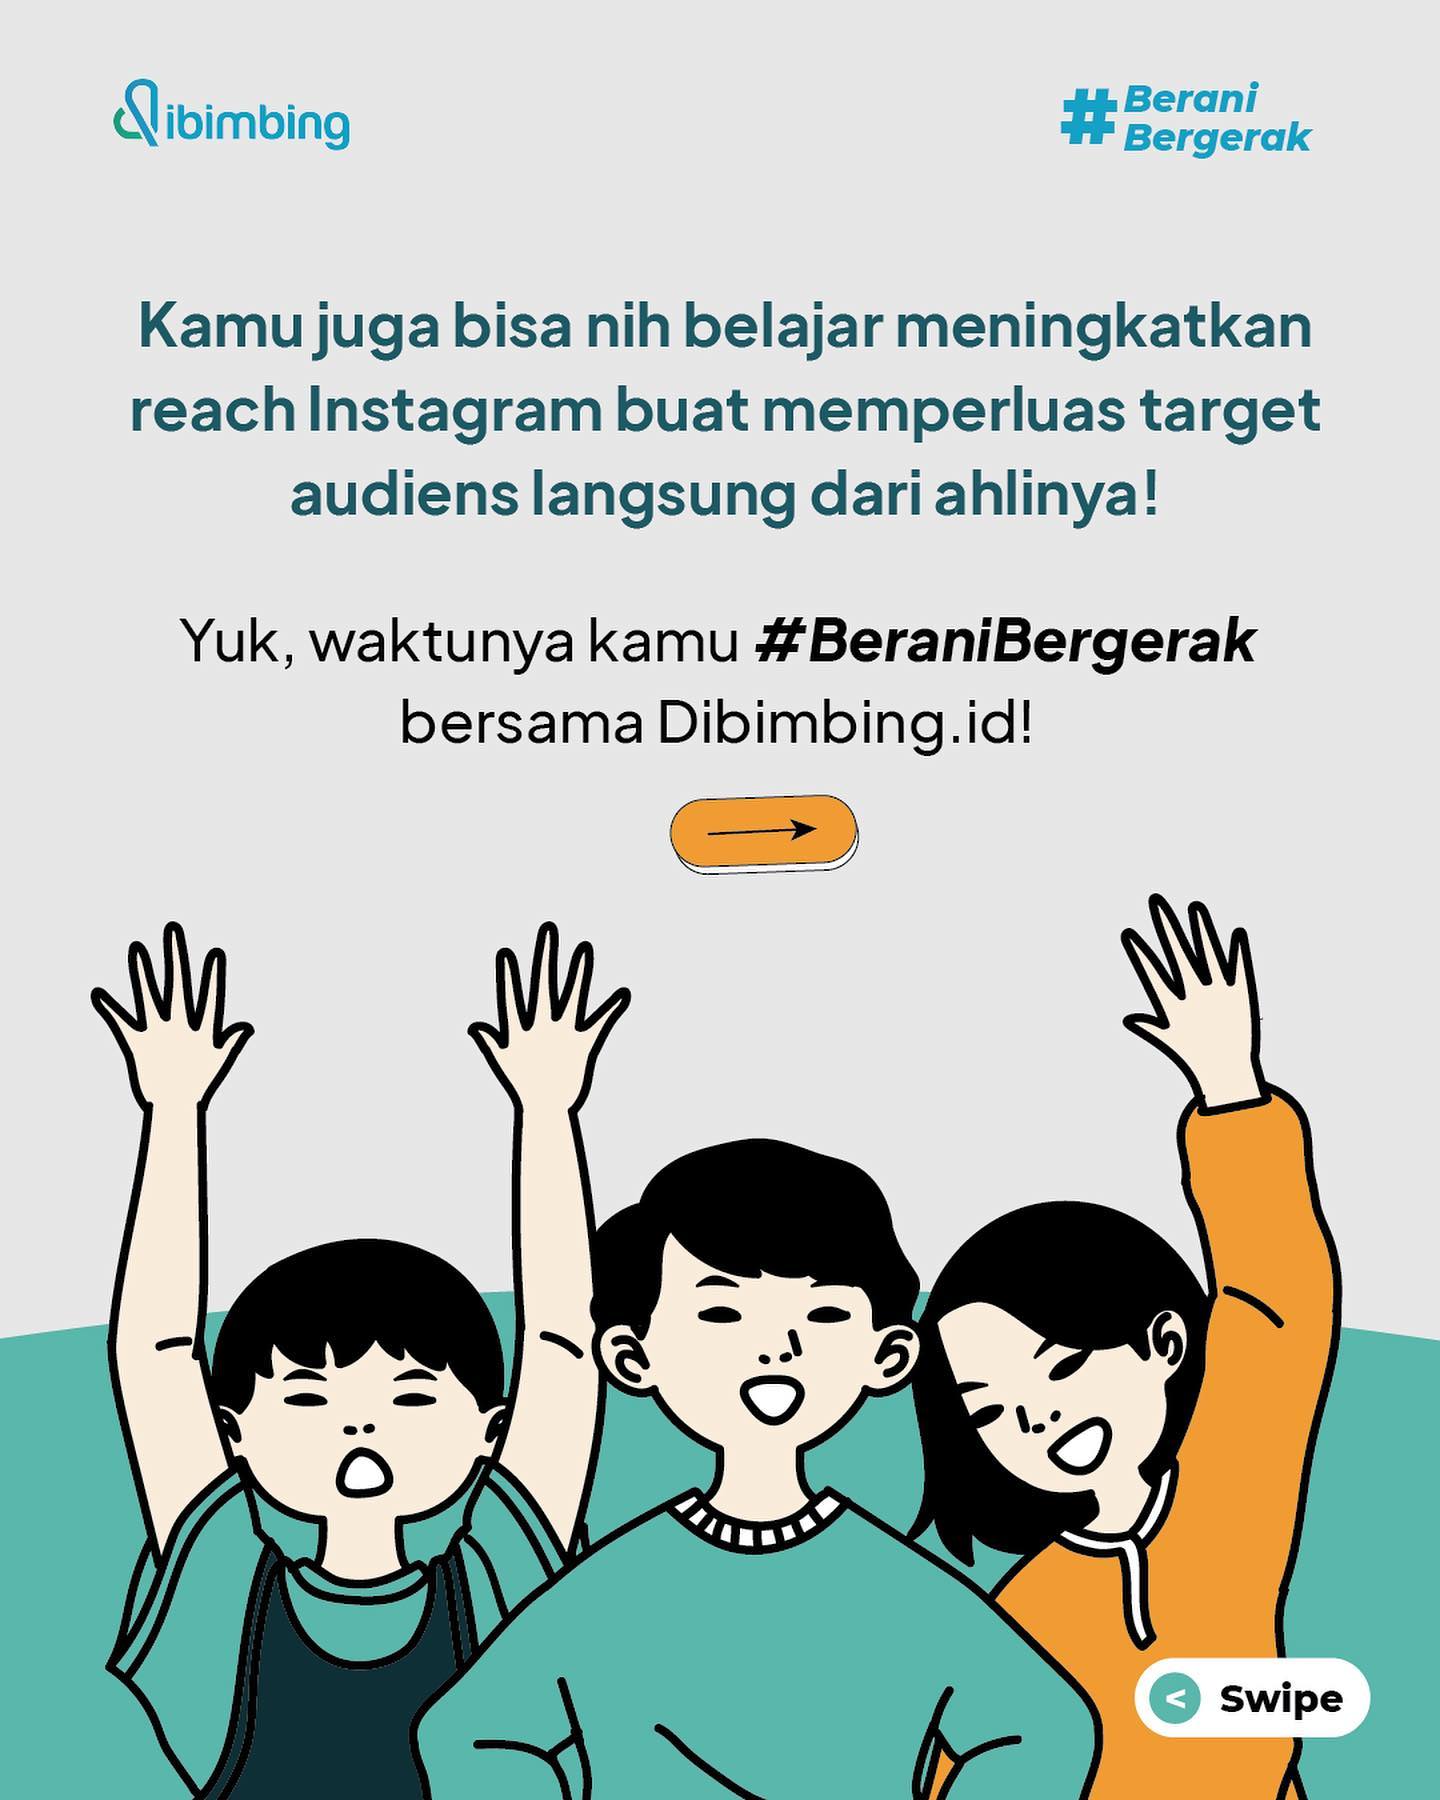 Dibimbing
#Berani
Bergerak
Kamu juga bisa nih belajar meningkatkan
reach Instagram buat memperluas target
audiens langsung dari ahlinya!
Yuk, waktunya kamu #BeraniBergerak
bersama Dibimbing.id!
< Swipe